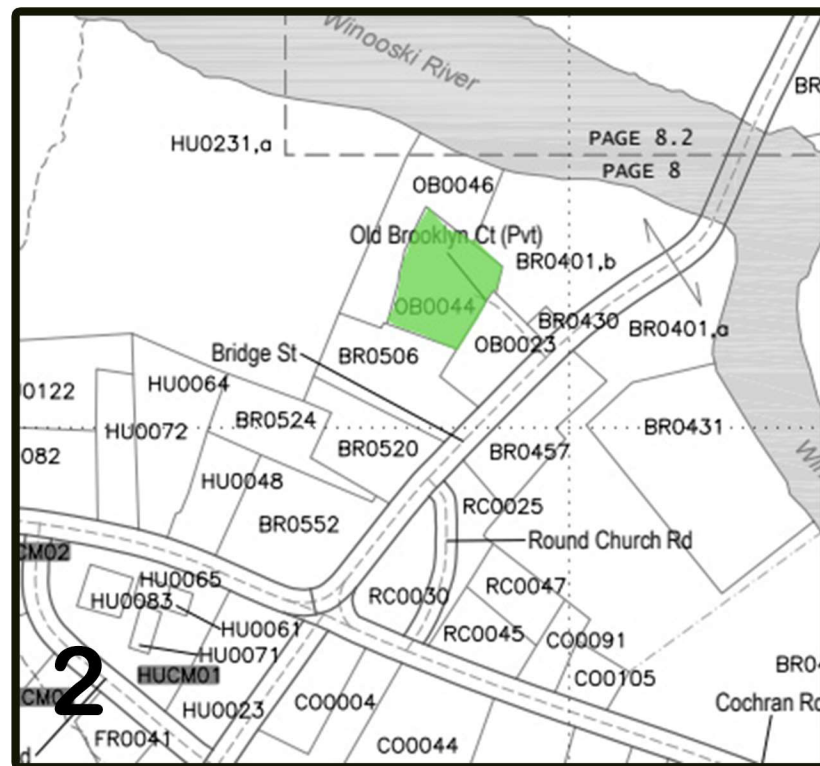 Winooski River
BR
PAGE 8.2
HU0231,a
PAGE 8
OB0046
Old Brooklyn Ct (Pvt)
BR0401,b
OB0044
BR0430
BR0401,a
OB0023
Bridge St
BR0506
HU0064
0122
BR0524
BR0431
HU0072
BR0520
BR0457
082
HU0048
RC0025
BR0552
Round Church Rd
CM02
HU0065
RC0047
HU0083
RC0030
HU0061
RC0045
CO0091
HU0071
2
HUCM01
CO0105
BR04
CM0
HU0023
CO0004
Cochran Rd
FR0041
CO0044
d